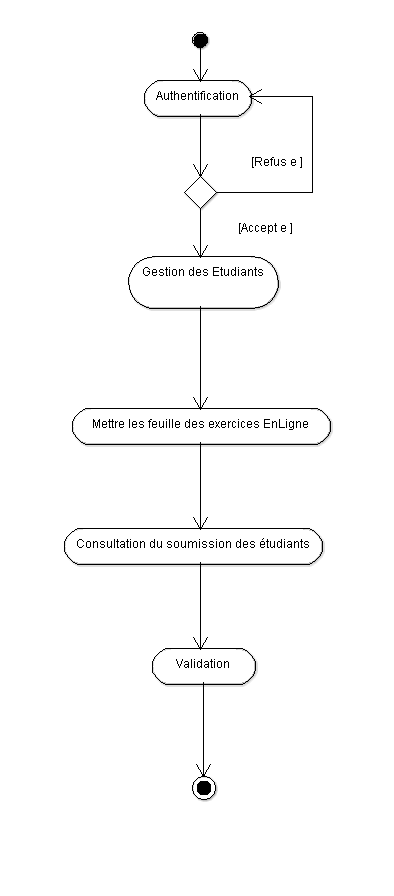 Authentification
[Refus e ]
[Accept e ]
Gestion des Etudiants
Mettre les feuille des exercices EnLigne
Consultation du soumission des étudiants
Validation